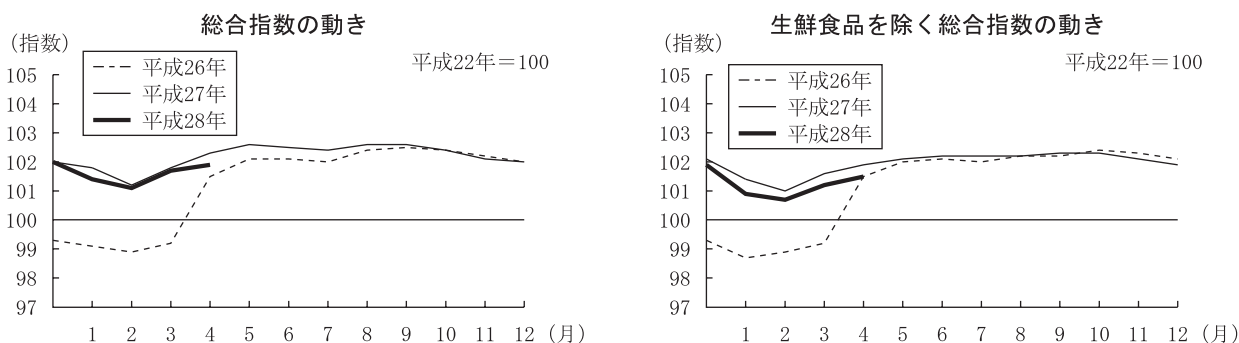 総合指数の動き
(指数)
平成22年＝100
平成26年
平成27年
平成28年
105
104
103
102
101
100
99
98
97
1 2 3 4 5 6 7 8 9 10 11 12 (月)
生鮮食品を除く総合指数の動き
(指数)
平成22年＝100
平成26年
平成27年
平成28年
105
104
103
102
101
100
99
98
97
1 2 3 4 5 6 7 8 9 10 11 12 (月)